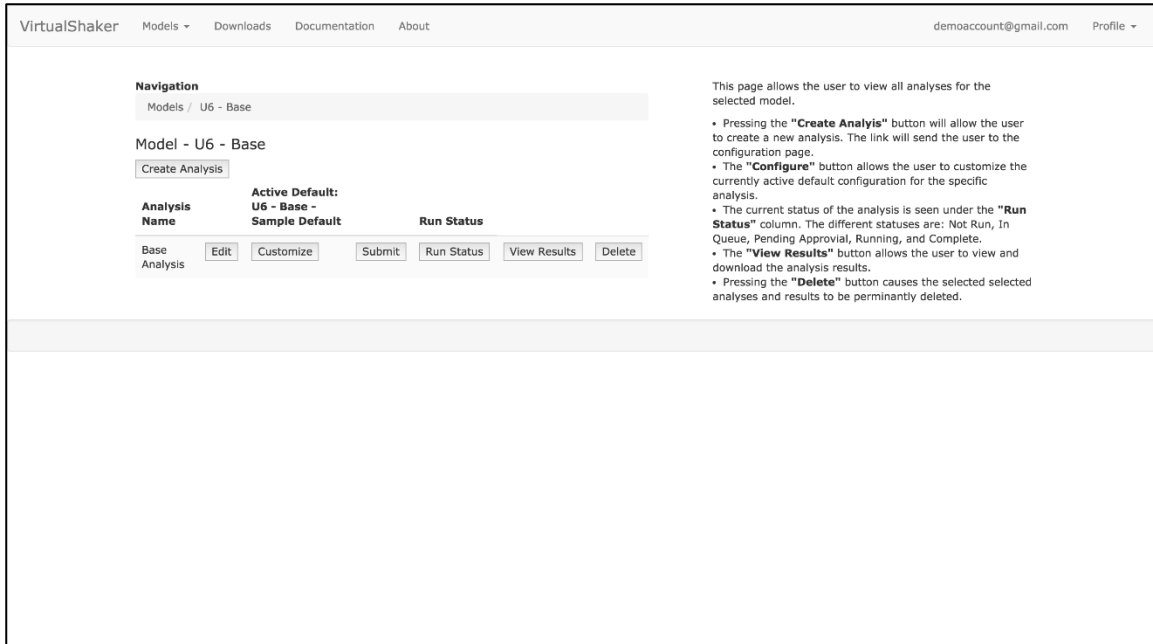 VirtualShaker Models Downloads Documentation About demoaccount@gmail.com Profile
Navigation
Models / U6 - Base
Model - U6 - Base
Create Analysis
Analysis Name
Active Default:
U6 - Base -
Sample Default
Run Status
Base
Analysis
Edit Customize Submit Run Status View Results Delete
This page allows the user to view all analyses for the
selected model.
• Pressing the "Create Analyis" button will allow the user
to create a new analysis. The link will send the user to the
configuration page.
• The "Configure" button allows the user to customize the
currently active default configuration for the specific
analysis.
• The current status of the analysis is seen under the "Run
Status" column. The different statuses are: Not Run, In
Queue, Pending Approvial, Running, and Complete.
• The "View Results" button allows the user to view and
download the analysis results.
• Pressing the "Delete" button causes the selected selected
analyses and results to be perminantly deleted.